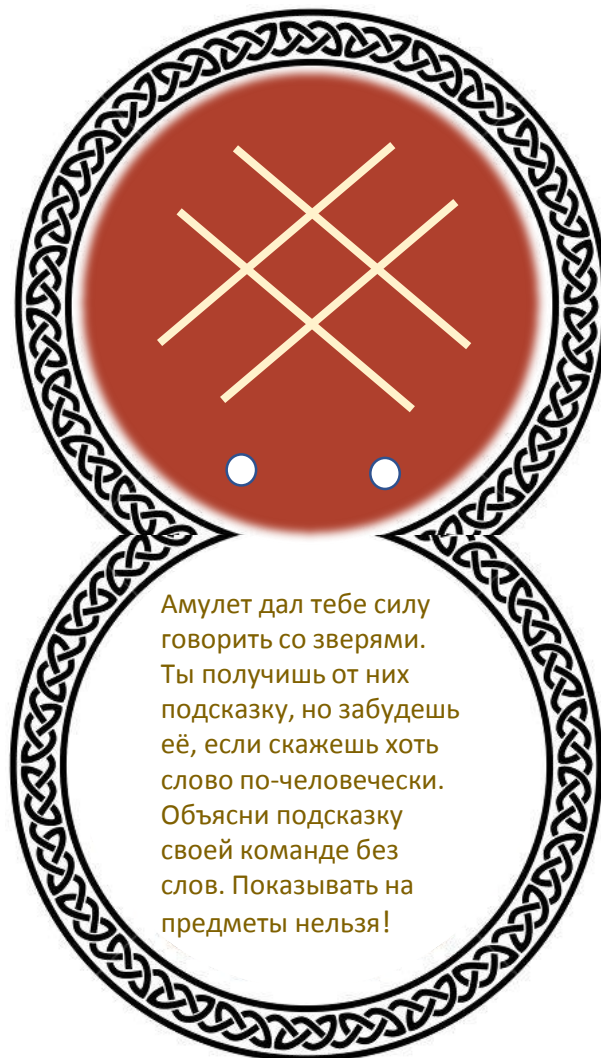 Амулет дал тебе силу
говорить со зверями.
Ты получишь от них
подсказку, но забудешь
её, если скажешь хоть
слово по-человечески.
Объясни подсказку
своей команде без
слов. Показывать на
предметы нельзя!